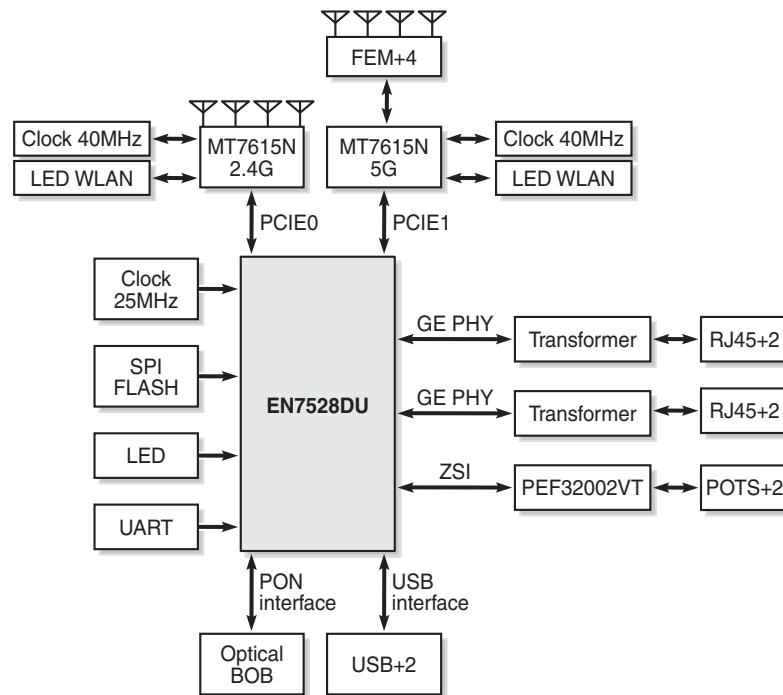 FEM+4
Clock 40MHz
LED WLAN
MT7615N
2.4G
MT7615N
5G
Clock 40MHz
LED WLAN
PCIE0
PCIE1
Clock
25MHz
SPI
FLASH
LED
UART
EN7528DU
GE PHY
Transformer
RJ45+2
GE PHY
Transformer
RJ45+2
ZSI
PEF32002VT
POTS+2
PON
interface
USB
interface
Optical
BOB
USB+2